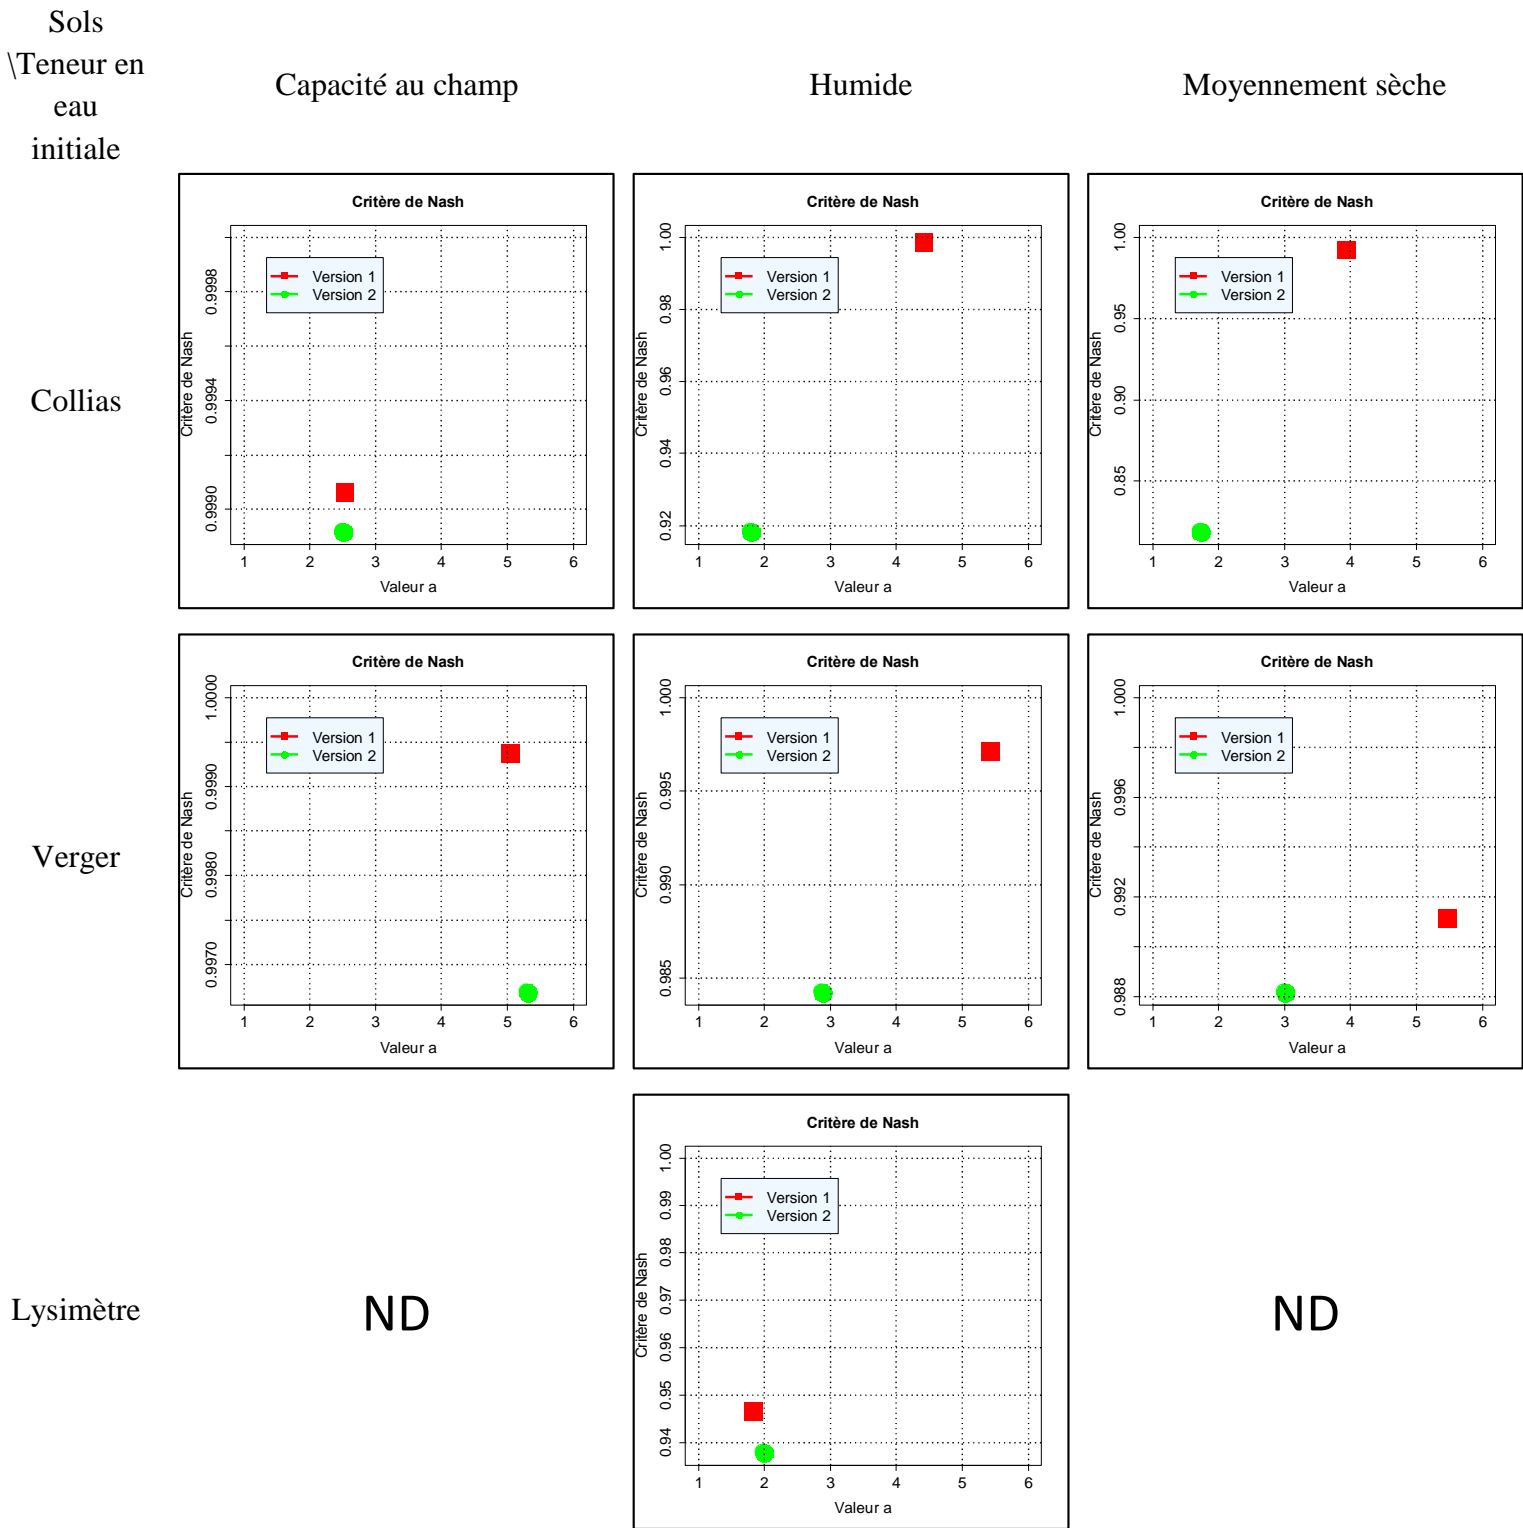 Sols
\Teneur en
eau
initiale
Capacité au champ
Humide
Moyennement sèche
Collias
Critère de Nash
Version 1
Version 2
Critère de Nash
0.9998
0.9994
0.9990
1 2 3 4 5 6
Valeur a
Critère de Nash
Version 1
Version 2
Critère de Nash
1.00
0.98
0.96
0.94
0.92
1 2 3 4 5 6
Valeur a
Critère de Nash
Version 1
Version 2
Critère de Nash
1.00
0.95
0.90
0.85
1 2 3 4 5 6
Valeur a
Verger
Critère de Nash
Version 1
Version 2
Critère de Nash
1.0000
0.9990
0.9980
0.9970
1 2 3 4 5 6
Valeur a
Critère de Nash
Version 1
Version 2
Critère de Nash
1.000
0.995
0.990
0.985
1 2 3 4 5 6
Valeur a
Critère de Nash
Version 1
Version 2
Critère de Nash
1.000
0.996
0.992
0.988
1 2 3 4 5 6
Valeur a
Lysimètre
ND
Critère de Nash
Version 1
Version 2
Critère de Nash
1.00
0.99
0.98
0.97
0.96
0.95
0.94
1 2 3 4 5 6
Valeur a
ND